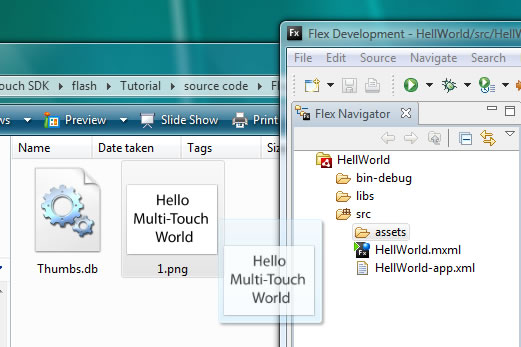 Fx Flex Development - HellWorld/src/HellW
File Edit Source Navigate Search
ouch SDK flash Tutorial source code Fl
ws Preview Slide Show Print
Flex Navigator
Name Date taken Tags Siz
HellWorld
bin-debug
libs
src
assets
HellWorld.mxml
HellWorld-app.xml
Hello
Multi-Touch
World
Thumbs.db
1.png
Hello
Multi-Touch
World